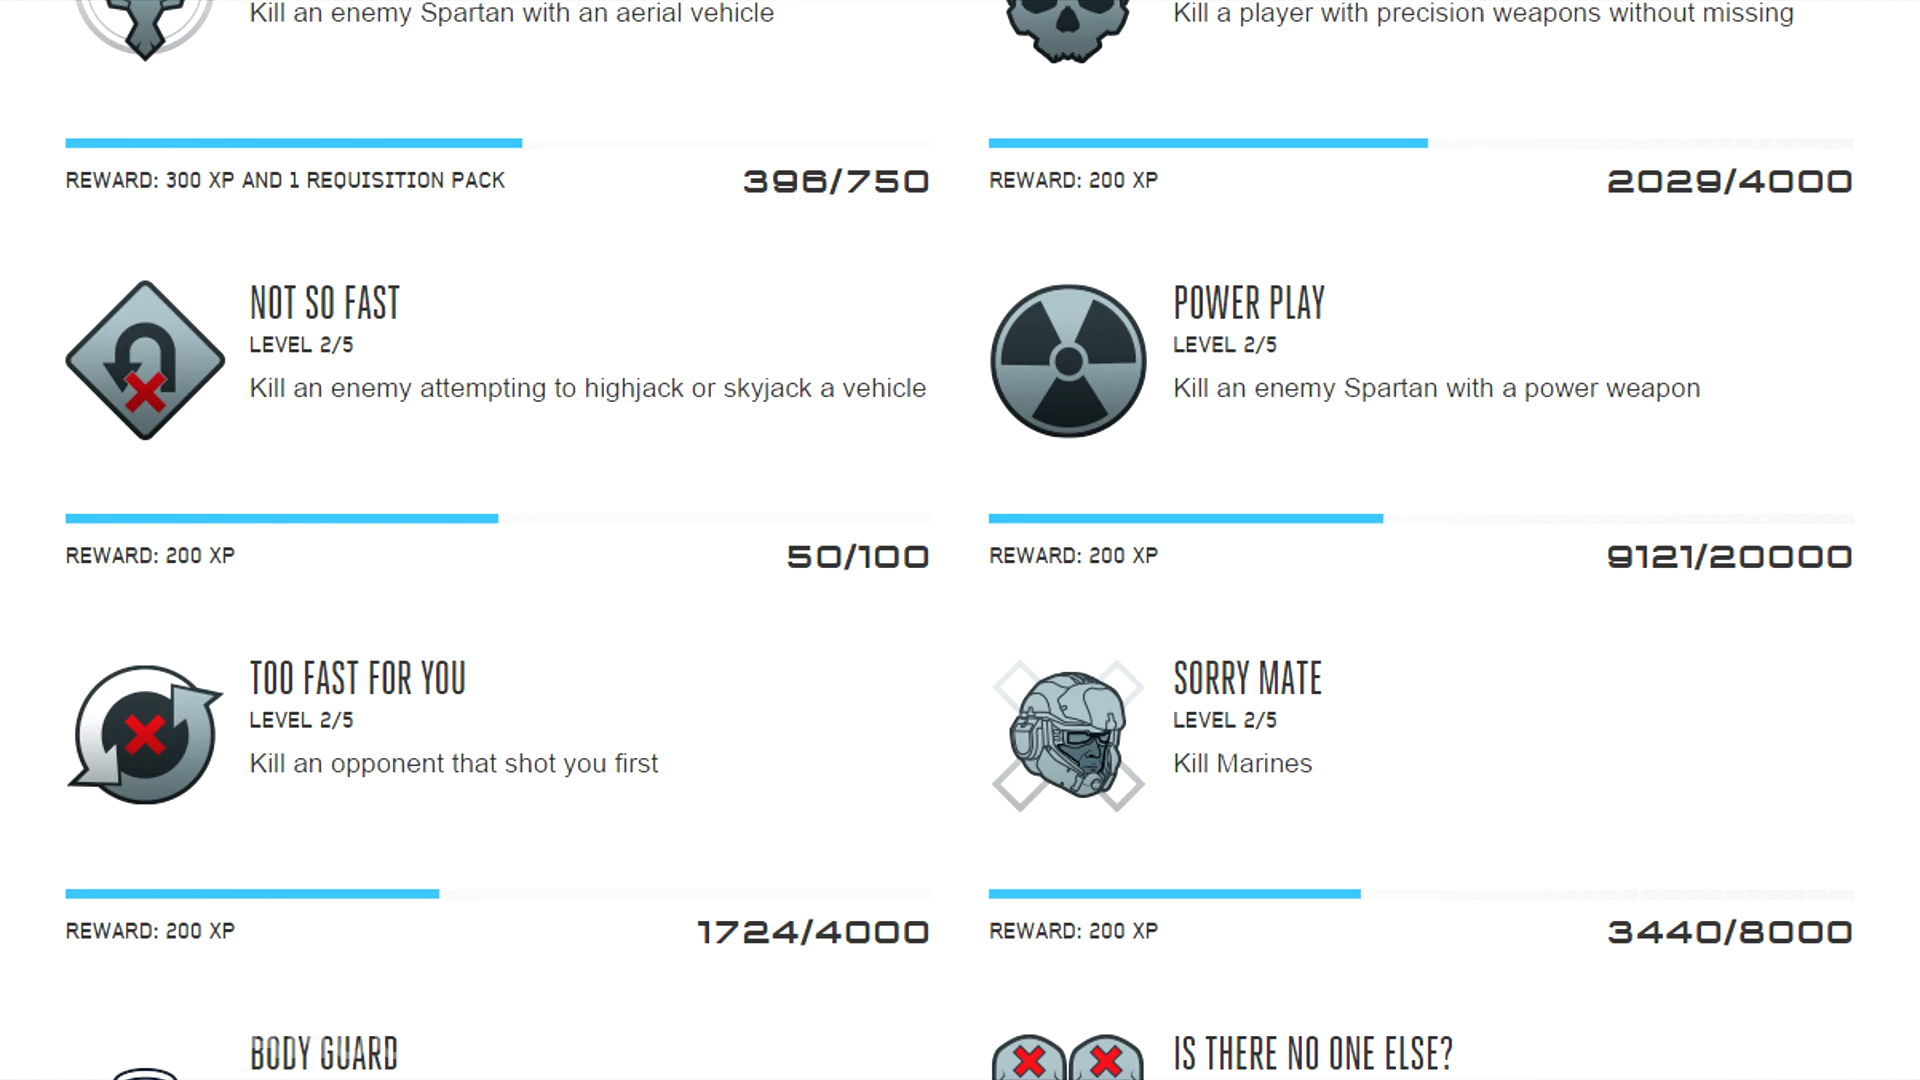 Kill an enemy Spartan with an aerial vehicle
Kill a player with precision weapons without missing
REWARD: 300 XP AND 1 REQUISITION PACK
396/750
REWARD: 200 XP
2029/4000
NOT SO FAST
LEVEL 2/5
Kill an enemy attempting to highjack or skyjack a vehicle
POWER PLAY
LEVEL 2/5
Kill an enemy Spartan with a power weapon
REWARD: 200 XP
50/100
REWARD: 200 XP
9121/20000
TOO FAST FOR YOU
LEVEL 2/5
Kill an opponent that shot you first
SORRY MATE
LEVEL 2/5
Kill Marines
REWARD: 200 XP
1724/4000
REWARD: 200 XP
3440/8000
BODY GUARD
IS THERE NO ONE ELSE?